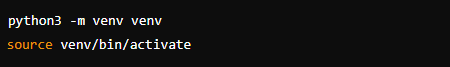 python3 -m venv venv
source venv/bin/activate